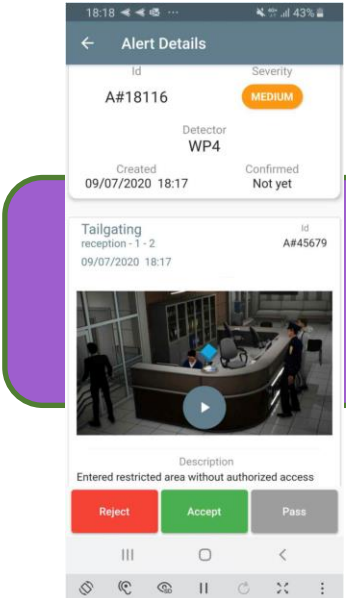 18:18 ··· 43%
Alert Details
Id Severity
A#18116 MEDIUM
Detector
WP4
Created Confirmed
09/07/2020 18:17 Not yet
Tailgating Id
reception - 1 - 2 A#45679
09/07/2020 18:17
Description
Entered restricted area without authorized access
Reject Accept Pass